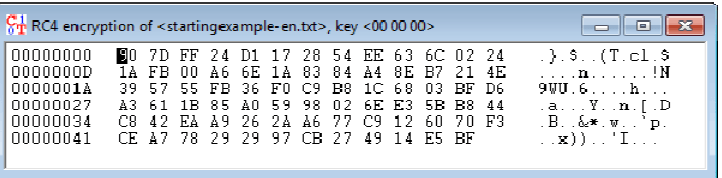 RC4 encryption of <startingexample-en.txt>, key <00 00 00>
00000000 90 7D FF 24 D1 17 28 54 EE 63 6C 02 24 .}.$..(T.cl.$
0000000D 1A FB 00 A6 6E 1A 83 84 A4 8E B7 21 4E ....n......!N
0000001A 39 57 55 FB 36 F0 C9 B8 1C 68 03 BF D6 9WU.6....h...
00000027 A3 61 1B 85 A0 59 98 02 6E E3 5B B8 44 .a...Y..n.[.D
00000034 C8 42 EA A9 26 2A A6 77 C9 12 60 70 F3 .B..&*.w..`p.
00000041 CE A7 78 29 29 97 CB 27 49 14 E5 BF ..x))..'I...